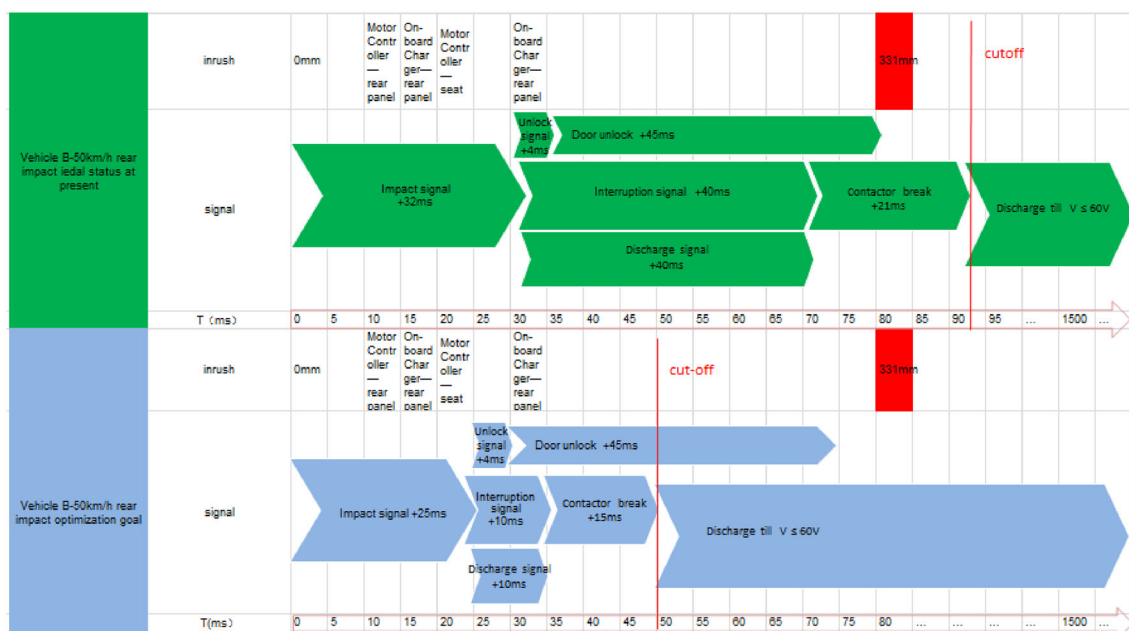 Vehicle B-50km/h rear
impact iedal status at
present
inrush
0mm
Motor
Contr
oller
—
rear
panel
On-
board
Char
ger—
rear
panel
Motor
Contr
oller
—
seat
On-
board
Char
ger—
rear
panel
331mm
cutoff
signal
Impact signal
+32ms
Unlock
signal
+4ms
Door unlock +45ms
Interruption signal +40ms
Discharge signal
+40ms
Contactor break
+21ms
Discharge till V ≤ 60V
T（ms） 0 5 10 15 20 25 30 35 40 45 50 55 60 65 70 75 80 85 90 95 ... 1500 ...
Vehicle B-50km/h rear
impact optimization goal
inrush
0mm
Motor
Contr
oller
—
rear
panel
On-
board
Char
ger—
rear
panel
Motor
Contr
oller
—
seat
On-
board
Char
ger—
rear
panel
cut-off
331mm
signal
Impact signal +25ms
Unlock
signal
+4ms
Door unlock +45ms
Interruption
signal
+10ms
Discharge signal
+10ms
Contactor break
+15ms
Discharge till V ≤ 60V
T(ms) 0 5 10 15 20 25 30 35 40 45 50 55 60 65 70 75 80 ... ... ... ... 1500 ...